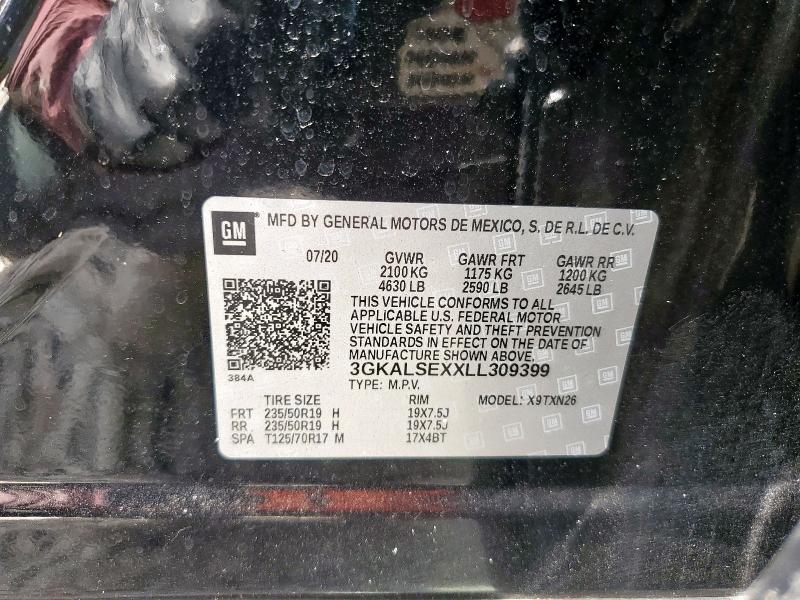 GM MFD BY GENERAL MOTORS DE MEXICO, S. DE R.L. DE C.V.
07/20 GVWR GAWR FRT GAWR RR
2100 KG 1175 KG 1200 KG
4630 LB 2590 LB 2645 LB
THIS VEHICLE CONFORMS TO ALL
APPLICABLE U.S. FEDERAL MOTOR
VEHICLE SAFETY AND THEFT PREVENTION
STANDARDS IN EFFECT ON THE DATE OF
MANUFACTURE SHOWN ABOVE.
3GKALSEXXLL309399
384A
TYPE: M.P.V.
TIRE SIZE RIM MODEL: X9TXN26
FRT 235/50R19 H 19X7.5J
RR 235/50R19 H 19X7.5J
SPA T125/70R17 M 17X4BT